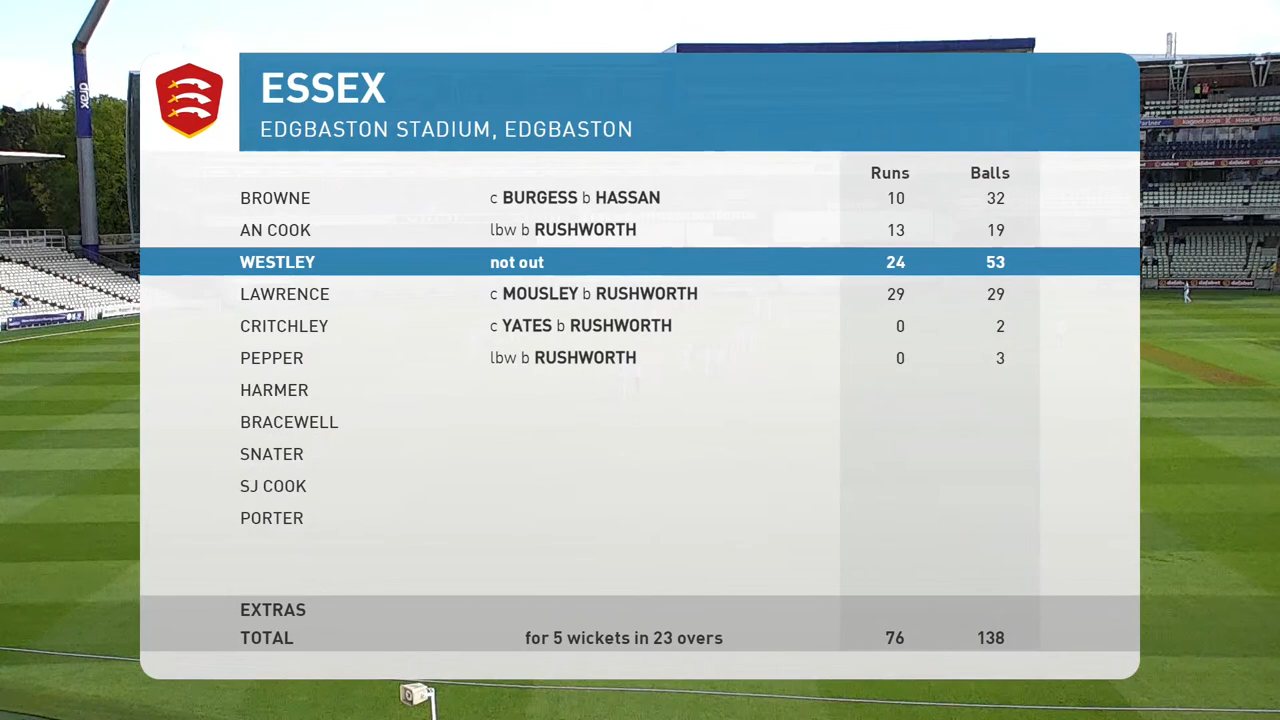 ESSEX
EDGBASTON STADIUM, EDGBASTON
Runs Balls
BROWNE c BURGESS b HASSAN 10 32
AN COOK lbw b RUSHWORTH 13 19
WESTLEY not out 24 53
LAWRENCE c MOUSLEY b RUSHWORTH 29 29
CRITCHLEY c YATES b RUSHWORTH 0 2
PEPPER lbw b RUSHWORTH 0 3
HARMER
BRACEWELL
SNATER
SJ COOK
PORTER
EXTRAS
TOTAL for 5 wickets in 23 overs 76 138
drax